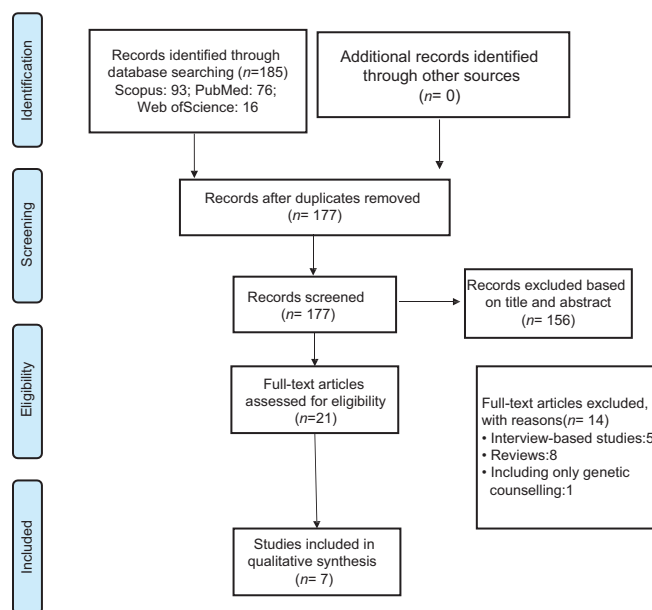 Identification
Records identified through
database searching (n=185)
Scopus: 93; PubMed: 76;
Web ofScience: 16
Additional records identified
through other sources
(n= 0)
Screening
Records after duplicates removed
(n= 177)
Records screened
(n= 177)
Records excluded based
on title and abstract
(n= 156)
Eligibility
Full-text articles
assessed for eligibility
(n=21)
Full-text articles excluded,
with reasons(n= 14)
• Interview-based studies:5
• Reviews:8
• Including only genetic
counselling:1
Included
Studies included in
qualitative synthesis
(n= 7)